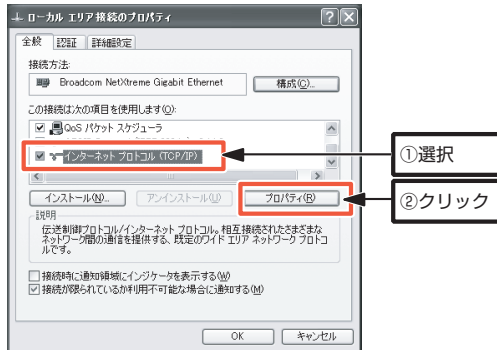 ローカル エリア接続のプロパティ
全般 認証 詳細設定
接続方法:
Broadcom NetXtreme Gigabit Ethernet
構成(C)...
この接続は次の項目を使用します(O):
QoS パケット スケジューラ
インターネット プロトコル (TCP/IP)
①選択
インストール(N)... アンインストール(U) プロパティ(R)
②クリック
説明
伝送制御プロトコル/インターネット プロトコル。相互接続されたさまざまな
ネットワーク間の通信を提供する、既定のワイド エリア ネットワーク プロトコ
ルです。
接続時に通知領域にインジケータを表示する(W)
接続が限られているか利用不可能な場合に通知する(M)
OK キャンセル